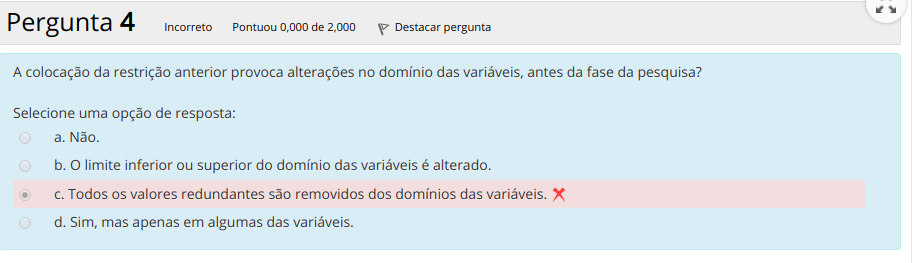 Pergunta 4 Incorreto Pontuou 0,000 de 2,000 Destacar pergunta
A colocação da restrição anterior provoca alterações no domínio das variáveis, antes da fase da pesquisa?
Selecione uma opção de resposta:
a. Não.
b. O limite inferior ou superior do domínio das variáveis é alterado.
c. Todos os valores redundantes são removidos dos domínios das variáveis.
d. Sim, mas apenas em algumas das variáveis.